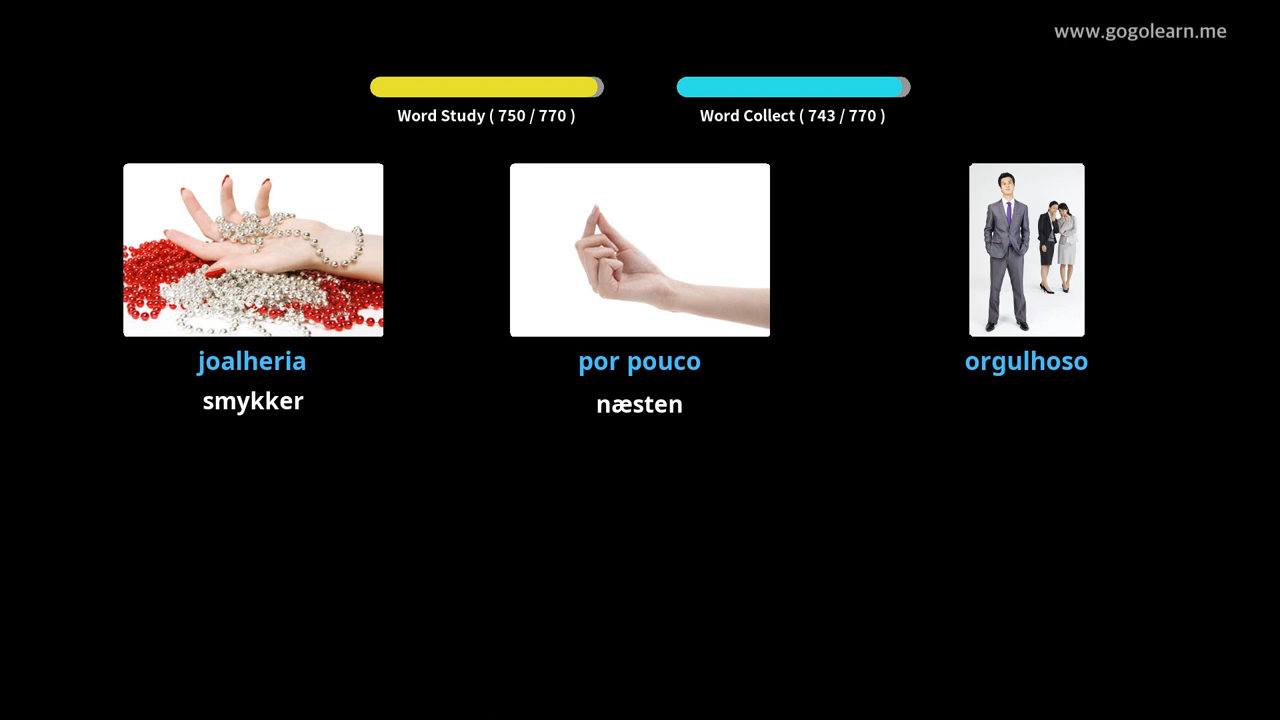 www.gogolearn.me
Word Study ( 750 / 770 )
Word Collect ( 743 / 770 )
joalheria
por pouco
orgulhoso
smykker
næsten